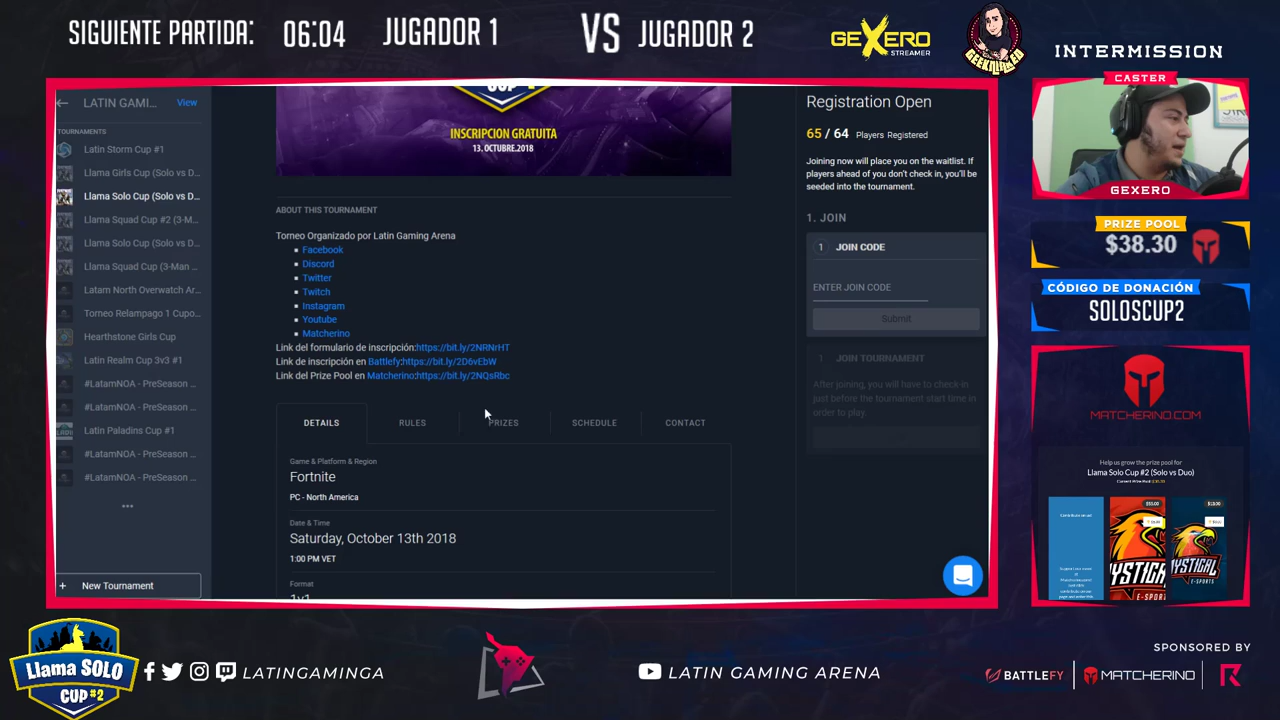 SIGUIENTE PARTIDA:
06:04
JUGADOR 1
VS
JUGADOR 2
GEXERO
STREAMER
GEEKNAMED
INTERMISSION
LATIN GAMI...
View
TOURNAMENTS
Latin Storm Cup #1
Llama Girls Cup (Solo vs D...
Llama Solo Cup (Solo vs D...
Llama Squad Cup #2 (3-M...
Llama Solo Cup (Solo vs D...
Llama Squad Cup (3-Man ...
Latam North Overwatch Ar...
Torneo Relampago 1 Cupo...
Hearthstone Girls Cup
Latin Realm Cup 3v3 #1
#LatamNOA - PreSeason ...
#LatamNOA - PreSeason ...
Latin Paladins Cup #1
#LatamNOA - PreSeason ...
#LatamNOA - PreSeason ...
...
+ New Tournament
INSCRIPCION GRATUITA
13. OCTUBRE.2018
ABOUT THIS TOURNAMENT
Torneo Organizado por Latin Gaming Arena
Facebook
Discord
Twitter
Twitch
Instagram
Youtube
Matcherino
Link del formulario de inscripción:https://bit.ly/2NRNrHT
Link de inscripción en Battlefy:https://bit.ly/2D6vEbW
Link del Prize Pool en Matcherino:https://bit.ly/2NQsRbc
DETAILS
RULES
PRIZES
SCHEDULE
CONTACT
Game & Platform & Region
Fortnite
PC - North America
Date & Time
Saturday, October 13th 2018
1:00 PM VET
Format
1v1
Registration Open
65 / 64 Players Registered
Joining now will place you on the waitlist. If
players ahead of you don't check in, you'll be
seeded into the tournament.
1. JOIN
1 JOIN CODE
ENTER JOIN CODE
Submit
1 JOIN TOURNAMENT
After joining, you will have to check-in
just before the tournament start time in
order to play.
CASTER
GEXERO
PRIZE POOL
$38.30
CÓDIGO DE DONACIÓN
SOLOSCUP2
MATCHERINO.COM
Help us grow the prize pool for
Llama Solo Cup #2 (Solo vs Duo)
Current Prize Pool: $38.30
YSTICAL
E-SPORTS
Llama SOLO
CUP #2
LATINGAMINGA
LATIN GAMING ARENA
SPONSORED BY
BATTLEFY
MATCHERINO